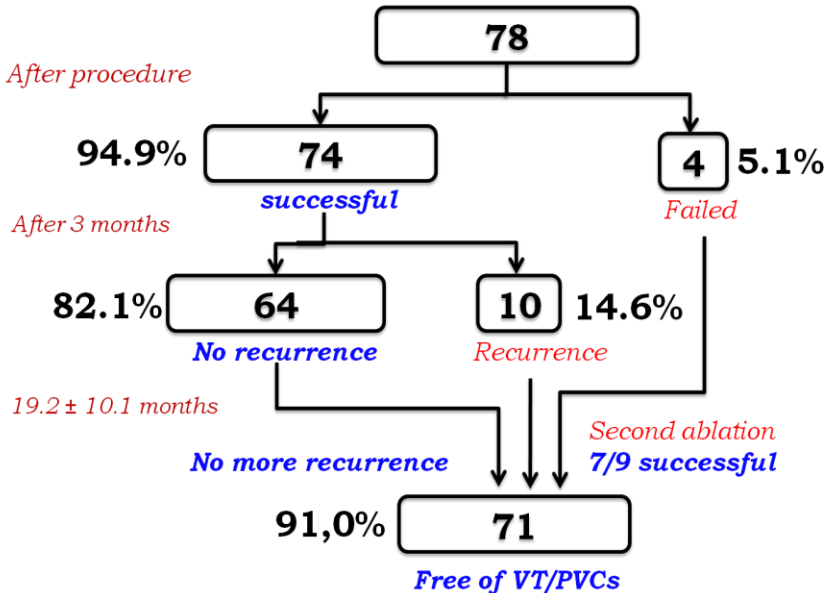 78
After procedure
94.9% 74 4 5.1%
successful Failed
After 3 months
82.1% 64 10 14.6%
No recurrence Recurrence
19.2 ± 10.1 months
Second ablation
No more recurrence 7/9 successful
91,0% 71
Free of VT/PVCs